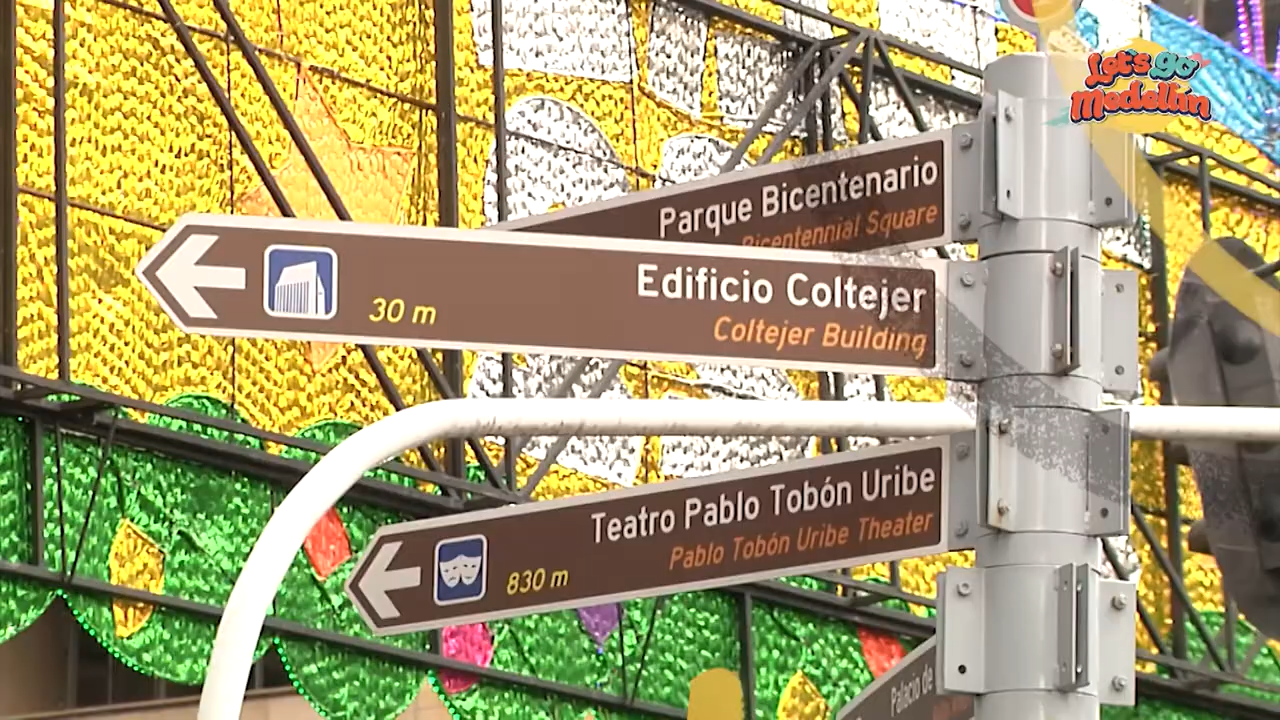 Let's go
Medellín
Parque Bicentenario
Bicentennial Square
Edificio Coltejer
30 m
Coltejer Building
Teatro Pablo Tobón Uribe
830 m
Pablo Tobón Uribe Theater
Palacio de